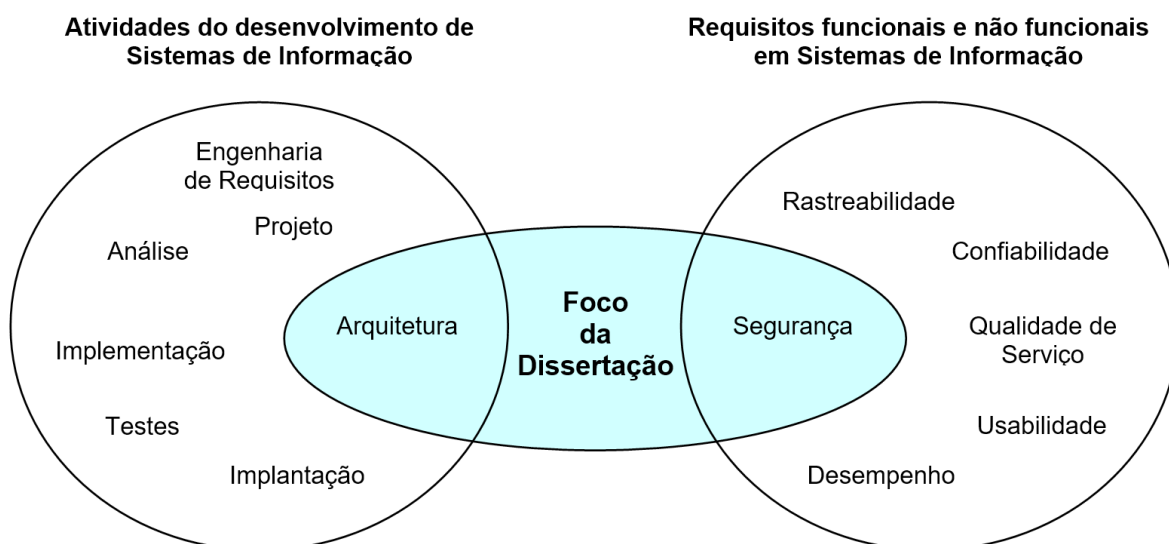 Atividades do desenvolvimento de
Sistemas de Informação
Requisitos funcionais e não funcionais
em Sistemas de Informação
Engenharia
de Requisitos
Projeto
Análise
Arquitetura
Implementação
Testes
Implantação
Foco
da
Dissertação
Rastreabilidade
Confiabilidade
Segurança
Qualidade de
Serviço
Usabilidade
Desempenho